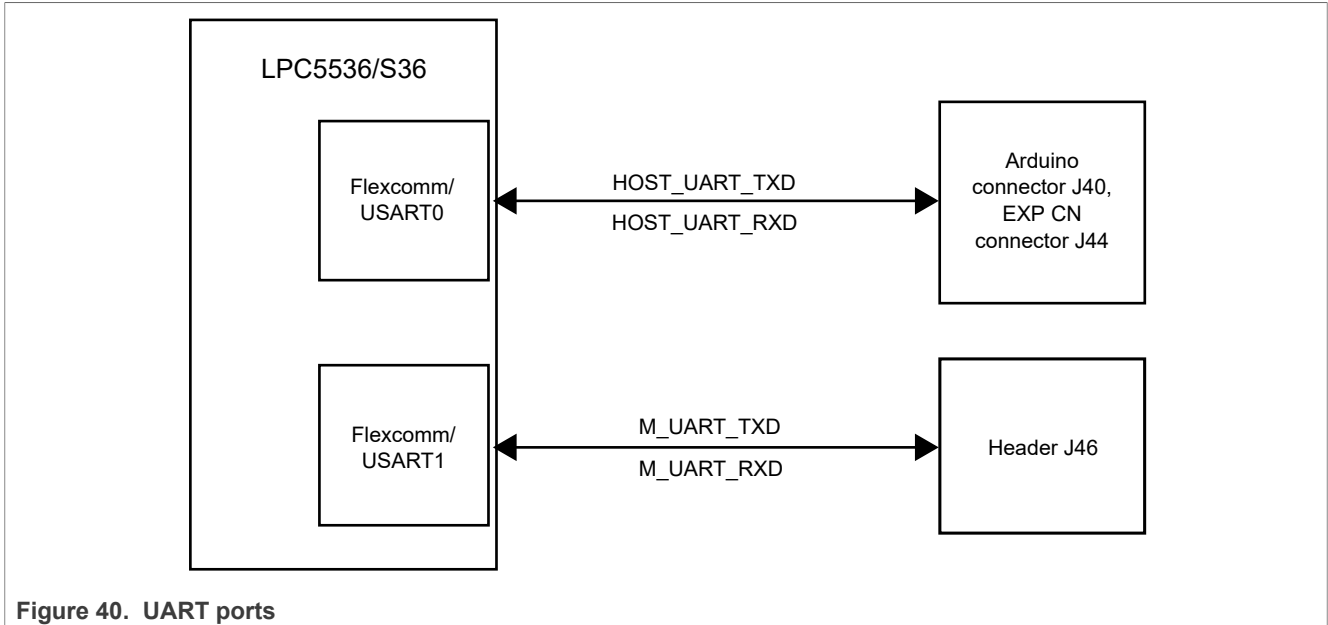 LPC5536/S36
Flexcomm/
USART0
HOST_UART_TXD
HOST_UART_RXD
Arduino
connector J40,
EXP CN
connector J44
Flexcomm/
USART1
M_UART_TXD
M_UART_RXD
Header J46
Figure 40. UART ports